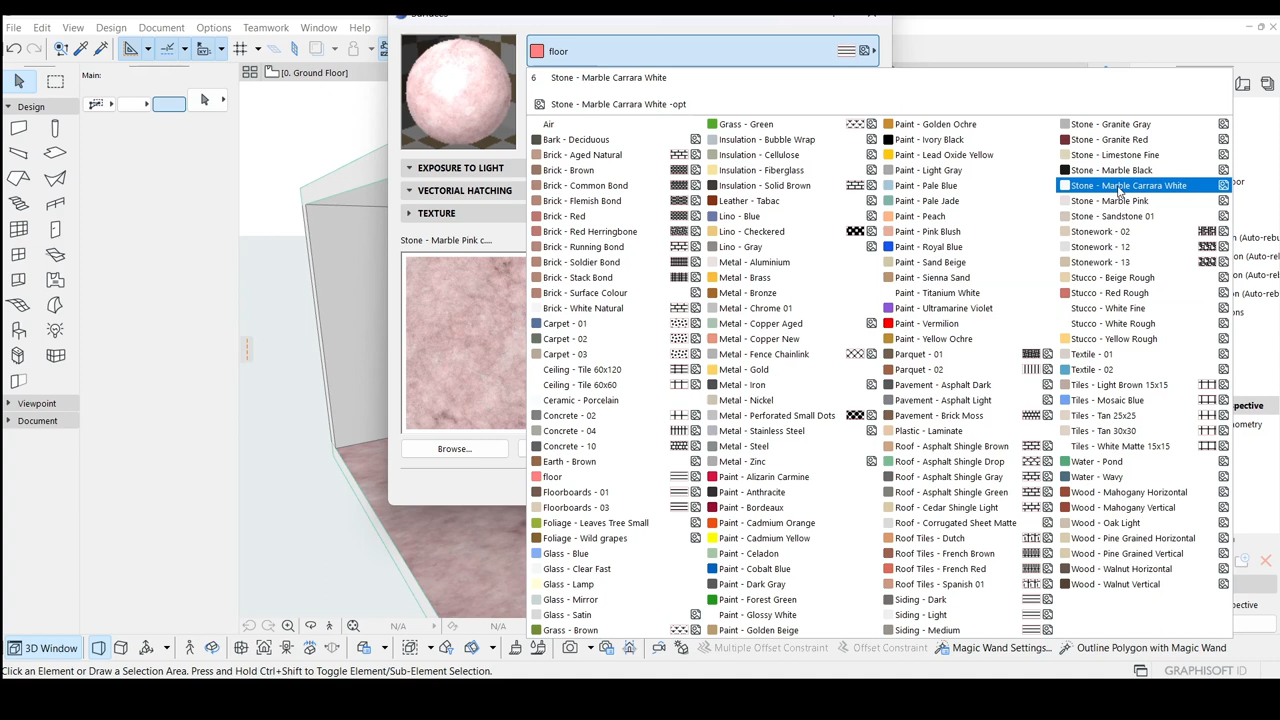 Surfaces
File Edit View Design Document Options Teamwork Window Help
floor
[0. Ground Floor]
Main:
6 Stone - Marble Carrara White
Stone - Marble Carrara White -opt
Design
Viewpoint
Document
EXPOSURE TO LIGHT
VECTORIAL HATCHING
TEXTURE
Stone - Marble Pink c....
Browse...
Air
Bark - Deciduous
Brick - Aged Natural
Brick - Brown
Brick - Common Bond
Brick - Flemish Bond
Brick - Red
Brick - Red Herringbone
Brick - Running Bond
Brick - Soldier Bond
Brick - Stack Bond
Brick - Surface Colour
Brick - White Natural
Carpet - 01
Carpet - 02
Carpet - 03
Ceiling - Tile 60x120
Ceiling - Tile 60x60
Ceramic - Porcelain
Concrete - 02
Concrete - 04
Concrete - 10
Earth - Brown
floor
Floorboards - 01
Floorboards - 03
Foliage - Leaves Tree Small
Foliage - Wild grapes
Glass - Blue
Glass - Clear Fast
Glass - Lamp
Glass - Mirror
Glass - Satin
Grass - Brown
Grass - Green
Insulation - Bubble Wrap
Insulation - Cellulose
Insulation - Fiberglass
Insulation - Solid Brown
Leather - Tabac
Lino - Blue
Lino - Checkered
Lino - Gray
Metal - Aluminium
Metal - Brass
Metal - Bronze
Metal - Chrome 01
Metal - Copper Aged
Metal - Copper New
Metal - Fence Chainlink
Metal - Gold
Metal - Iron
Metal - Nickel
Metal - Perforated Small Dots
Metal - Stainless Steel
Metal - Steel
Metal - Zinc
Paint - Alizarin Carmine
Paint - Anthracite
Paint - Bordeaux
Paint - Cadmium Orange
Paint - Cadmium Yellow
Paint - Celadon
Paint - Cobalt Blue
Paint - Dark Gray
Paint - Forest Green
Paint - Glossy White
Paint - Golden Beige
Paint - Golden Ochre
Paint - Ivory Black
Paint - Lead Oxide Yellow
Paint - Light Gray
Paint - Pale Blue
Paint - Pale Jade
Paint - Peach
Paint - Pink Blush
Paint - Royal Blue
Paint - Sand Beige
Paint - Sienna Sand
Paint - Titanium White
Paint - Ultramarine Violet
Paint - Vermilion
Paint - Yellow Ochre
Parquet - 01
Parquet - 02
Pavement - Asphalt Dark
Pavement - Asphalt Light
Pavement - Brick Moss
Plastic - Laminate
Roof - Asphalt Shingle Brown
Roof - Asphalt Shingle Drop
Roof - Asphalt Shingle Gray
Roof - Asphalt Shingle Green
Roof - Cedar Shingle Light
Roof - Corrugated Sheet Matte
Roof Tiles - Dutch
Roof Tiles - French Brown
Roof Tiles - French Red
Roof Tiles - Spanish 01
Siding - Dark
Siding - Light
Siding - Medium
Stone - Granite Gray
Stone - Granite Red
Stone - Limestone Fine
Stone - Marble Black
Stone - Marble Carrara White
Stone - Marble Pink
Stone - Sandstone 01
Stonework - 02
Stonework - 12
Stonework - 13
Stucco - Beige Rough
Stucco - Red Rough
Stucco - White Fine
Stucco - White Rough
Stucco - Yellow Rough
Textile - 01
Textile - 02
Tiles - Light Brown 15x15
Tiles - Mosaic Blue
Tiles - Tan 25x25
Tiles - Tan 30x30
Tiles - White Matte 15x15
Water - Pond
Water - Wavy
Wood - Mahogany Horizontal
Wood - Mahogany Vertical
Wood - Oak Light
Wood - Pine Grained Horizontal
Wood - Pine Grained Vertical
Wood - Walnut Horizontal
Wood - Walnut Vertical
oor
on (Auto-reb
on (Auto-reb
n (Auto-rebi
ons
pective
ometry
spective
N/A N/A
3D Window
Multiple Offset Constraint Offset Constraint Magic Wand Settings... Outline Polygon with Magic Wand
Click an Element or Draw a Selection Area. Press and Hold Ctrl+Shift to Toggle Element/Sub-Element Selection.
GRAPHISOFT ID